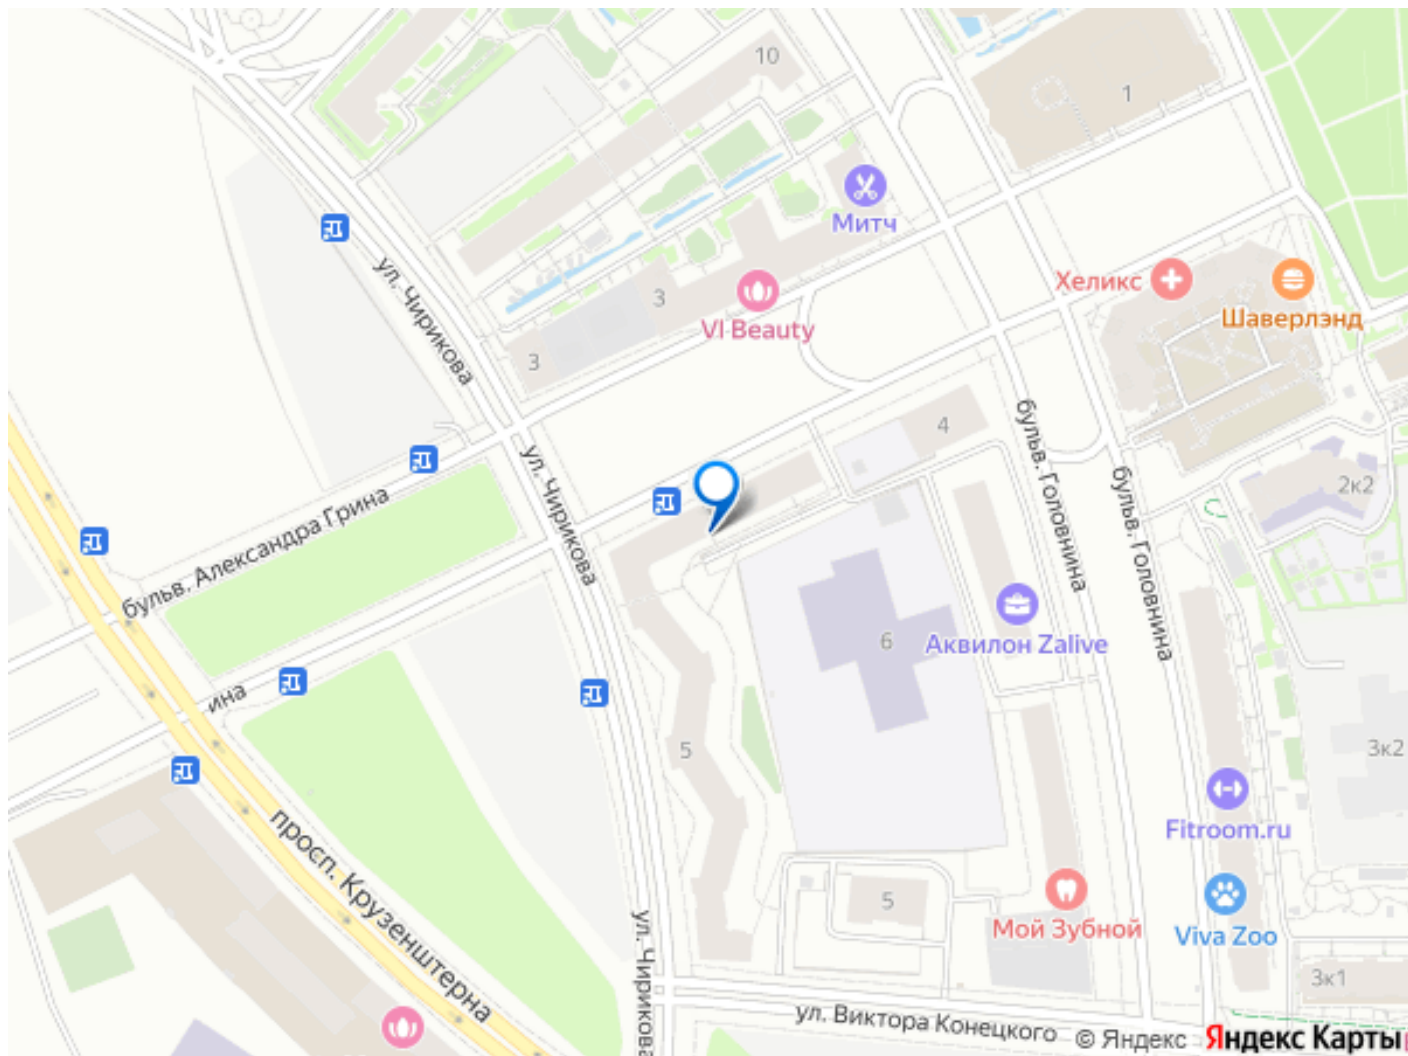 10
1
Митч
ул. Чирикова
Хеликс
3
VI Beauty
Шаверлэнд
3
бульв. Александра Грина
ул. Чирикова
4
бульв. Головнина
бульв. Головнина
2к2
6
Аквилон Zalive
ина
5
3к2
просп. Крузенштерна
Fitroom.ru
5
Мой Зубной
Viva Zoo
ул. Чирикова
3к1
ул. Виктора Конецкого
© Яндекс Яндекс Карты